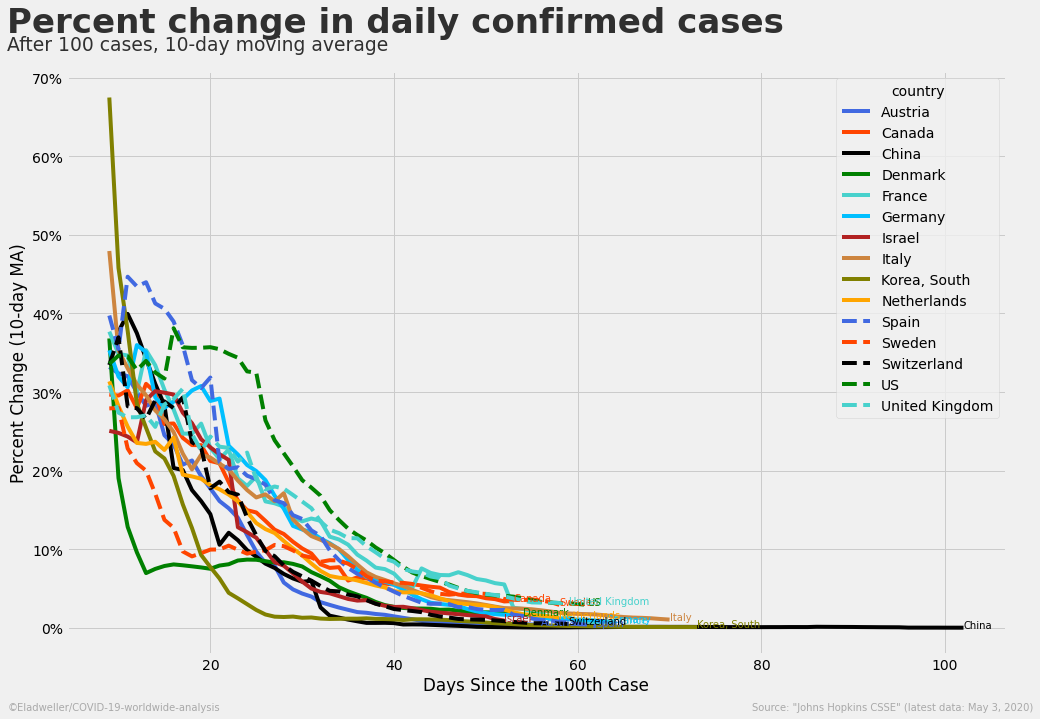 Percent change in daily confirmed cases
After 100 cases, 10-day moving average
Percent Change (10-day MA)
70%
60%
50%
40%
30%
20%
10%
0%
country
Austria
Canada
China
Denmark
France
Germany
Israel
Italy
Korea, South
Netherlands
Spain
Sweden
Switzerland
US
United Kingdom
Canada
US
Kingdom
Denmark
Switzerland
Italy
Korea, South
China
20
40
60
80
100
Days Since the 100th Case
©Eladweller/COVID-19-worldwide-analysis
Source: "Johns Hopkins CSSE" (latest data: May 3, 2020)